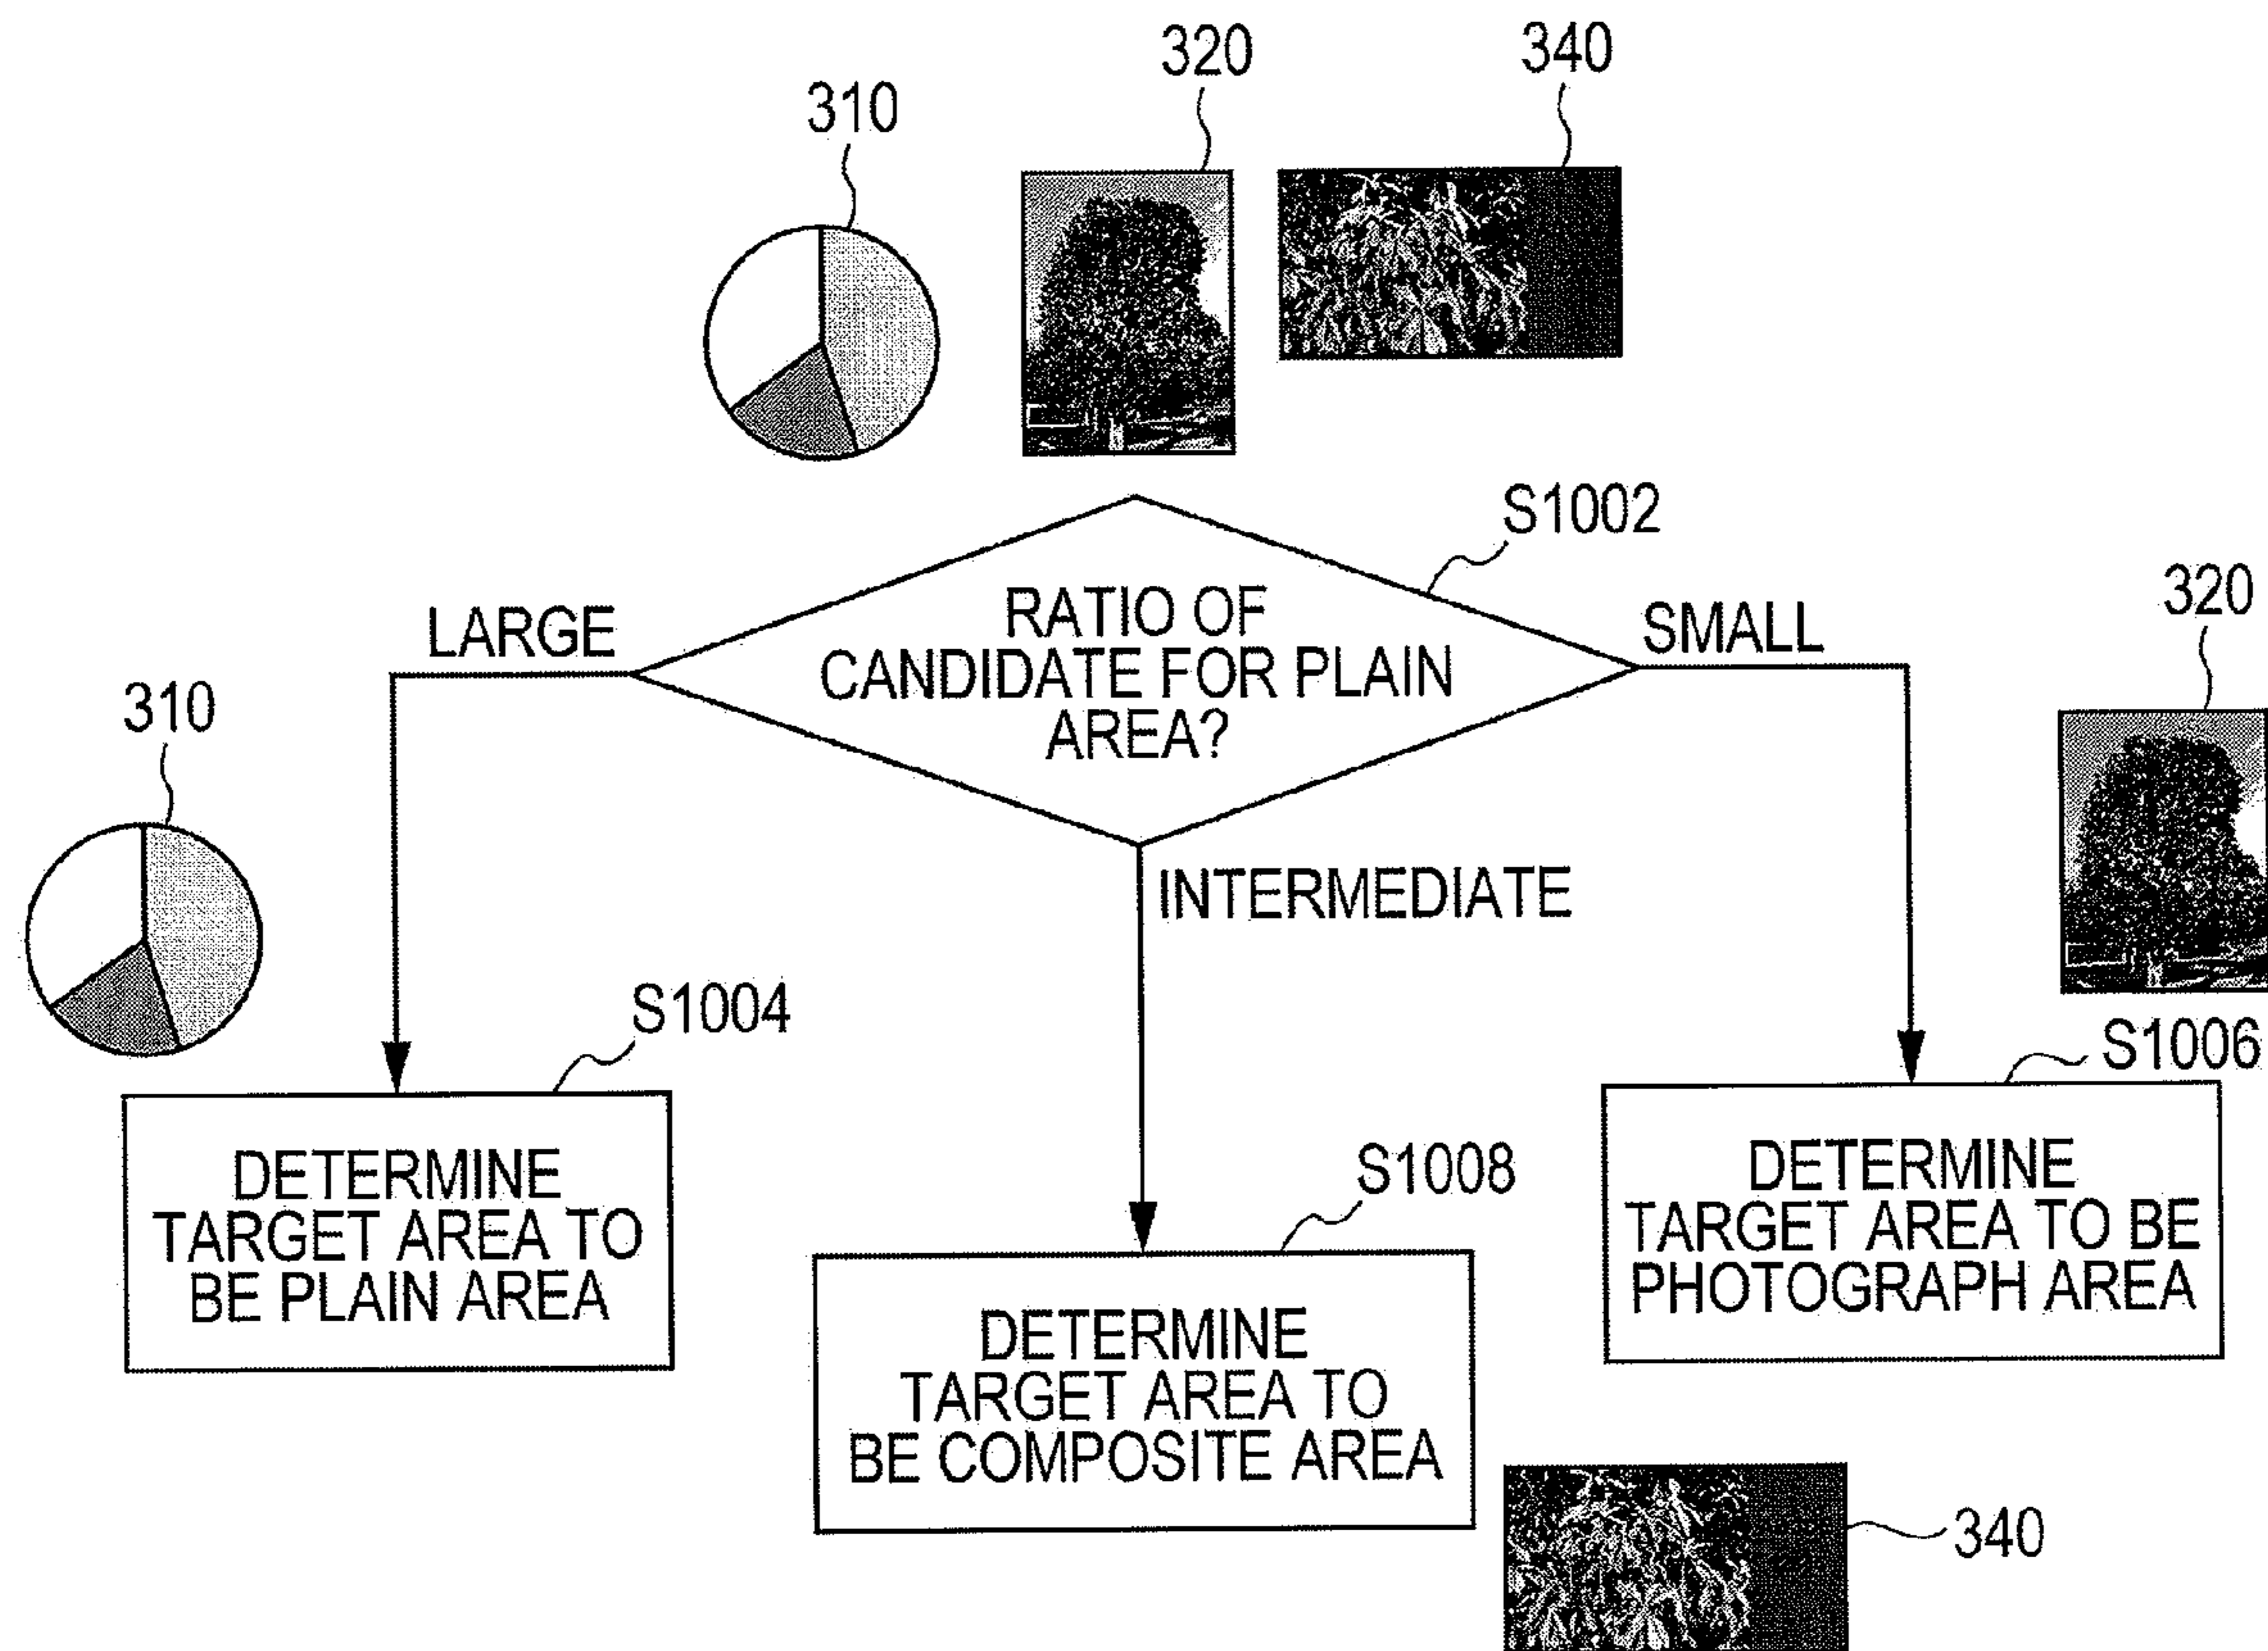 320
340
310
S1002
RATIO OF
CANDIDATE FOR PLAIN
AREA?
LARGE
SMALL
320
310
INTERMEDIATE
S1004
S1006
DETERMINE
TARGET AREA TO
BE PLAIN AREA
S1008
DETERMINE
TARGET AREA TO BE
PHOTOGRAPH AREA
DETERMINE
TARGET AREA TO
BE COMPOSITE AREA
340